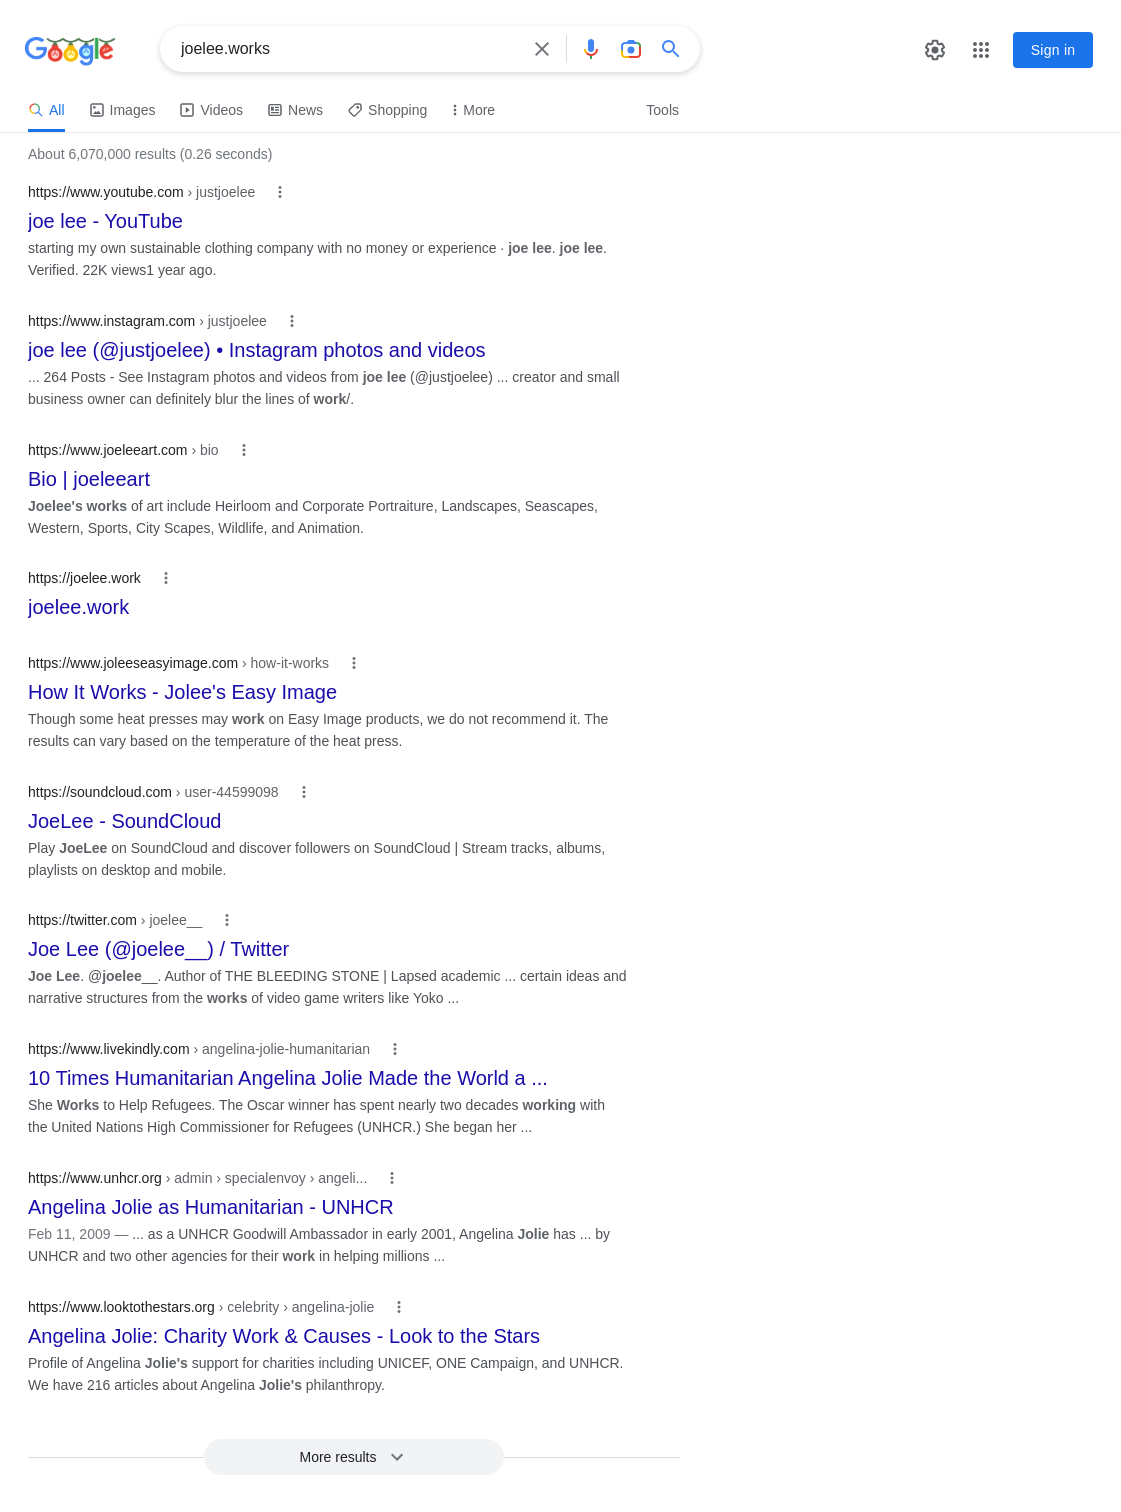 Google
joelee.works
Sign in
All
Images
Videos
News
Shopping
More
Tools
About 6,070,000 results (0.26 seconds)
https://www.youtube.com › justjoelee
joe lee - YouTube
starting my own sustainable clothing company with no money or experience · joe lee. joe lee.
Verified. 22K views1 year ago.
https://www.instagram.com › justjoelee
joe lee (@justjoelee) • Instagram photos and videos
... 264 Posts - See Instagram photos and videos from joe lee (@justjoelee) ... creator and small
business owner can definitely blur the lines of work/.
https://www.joeleeart.com › bio
Bio | joeleeart
Joelee's works of art include Heirloom and Corporate Portraiture, Landscapes, Seascapes,
Western, Sports, City Scapes, Wildlife, and Animation.
https://joelee.work
joelee.work
https://www.joleeseasyimage.com › how-it-works
How It Works - Jolee's Easy Image
Though some heat presses may work on Easy Image products, we do not recommend it. The
results can vary based on the temperature of the heat press.
https://soundcloud.com › user-44599098
JoeLee - SoundCloud
Play JoeLee on SoundCloud and discover followers on SoundCloud | Stream tracks, albums,
playlists on desktop and mobile.
https://twitter.com › joelee__
Joe Lee (@joelee__) / Twitter
Joe Lee. @joelee__. Author of THE BLEEDING STONE | Lapsed academic ... certain ideas and
narrative structures from the works of video game writers like Yoko ...
https://www.livekindly.com › angelina-jolie-humanitarian
10 Times Humanitarian Angelina Jolie Made the World a ...
She Works to Help Refugees. The Oscar winner has spent nearly two decades working with
the United Nations High Commissioner for Refugees (UNHCR.) She began her ...
https://www.unhcr.org › admin › specialenvoy › angeli...
Angelina Jolie as Humanitarian - UNHCR
Feb 11, 2009 — ... as a UNHCR Goodwill Ambassador in early 2001, Angelina Jolie has ... by
UNHCR and two other agencies for their work in helping millions ...
https://www.looktothestars.org › celebrity › angelina-jolie
Angelina Jolie: Charity Work & Causes - Look to the Stars
Profile of Angelina Jolie's support for charities including UNICEF, ONE Campaign, and UNHCR.
We have 216 articles about Angelina Jolie's philanthropy.
More results